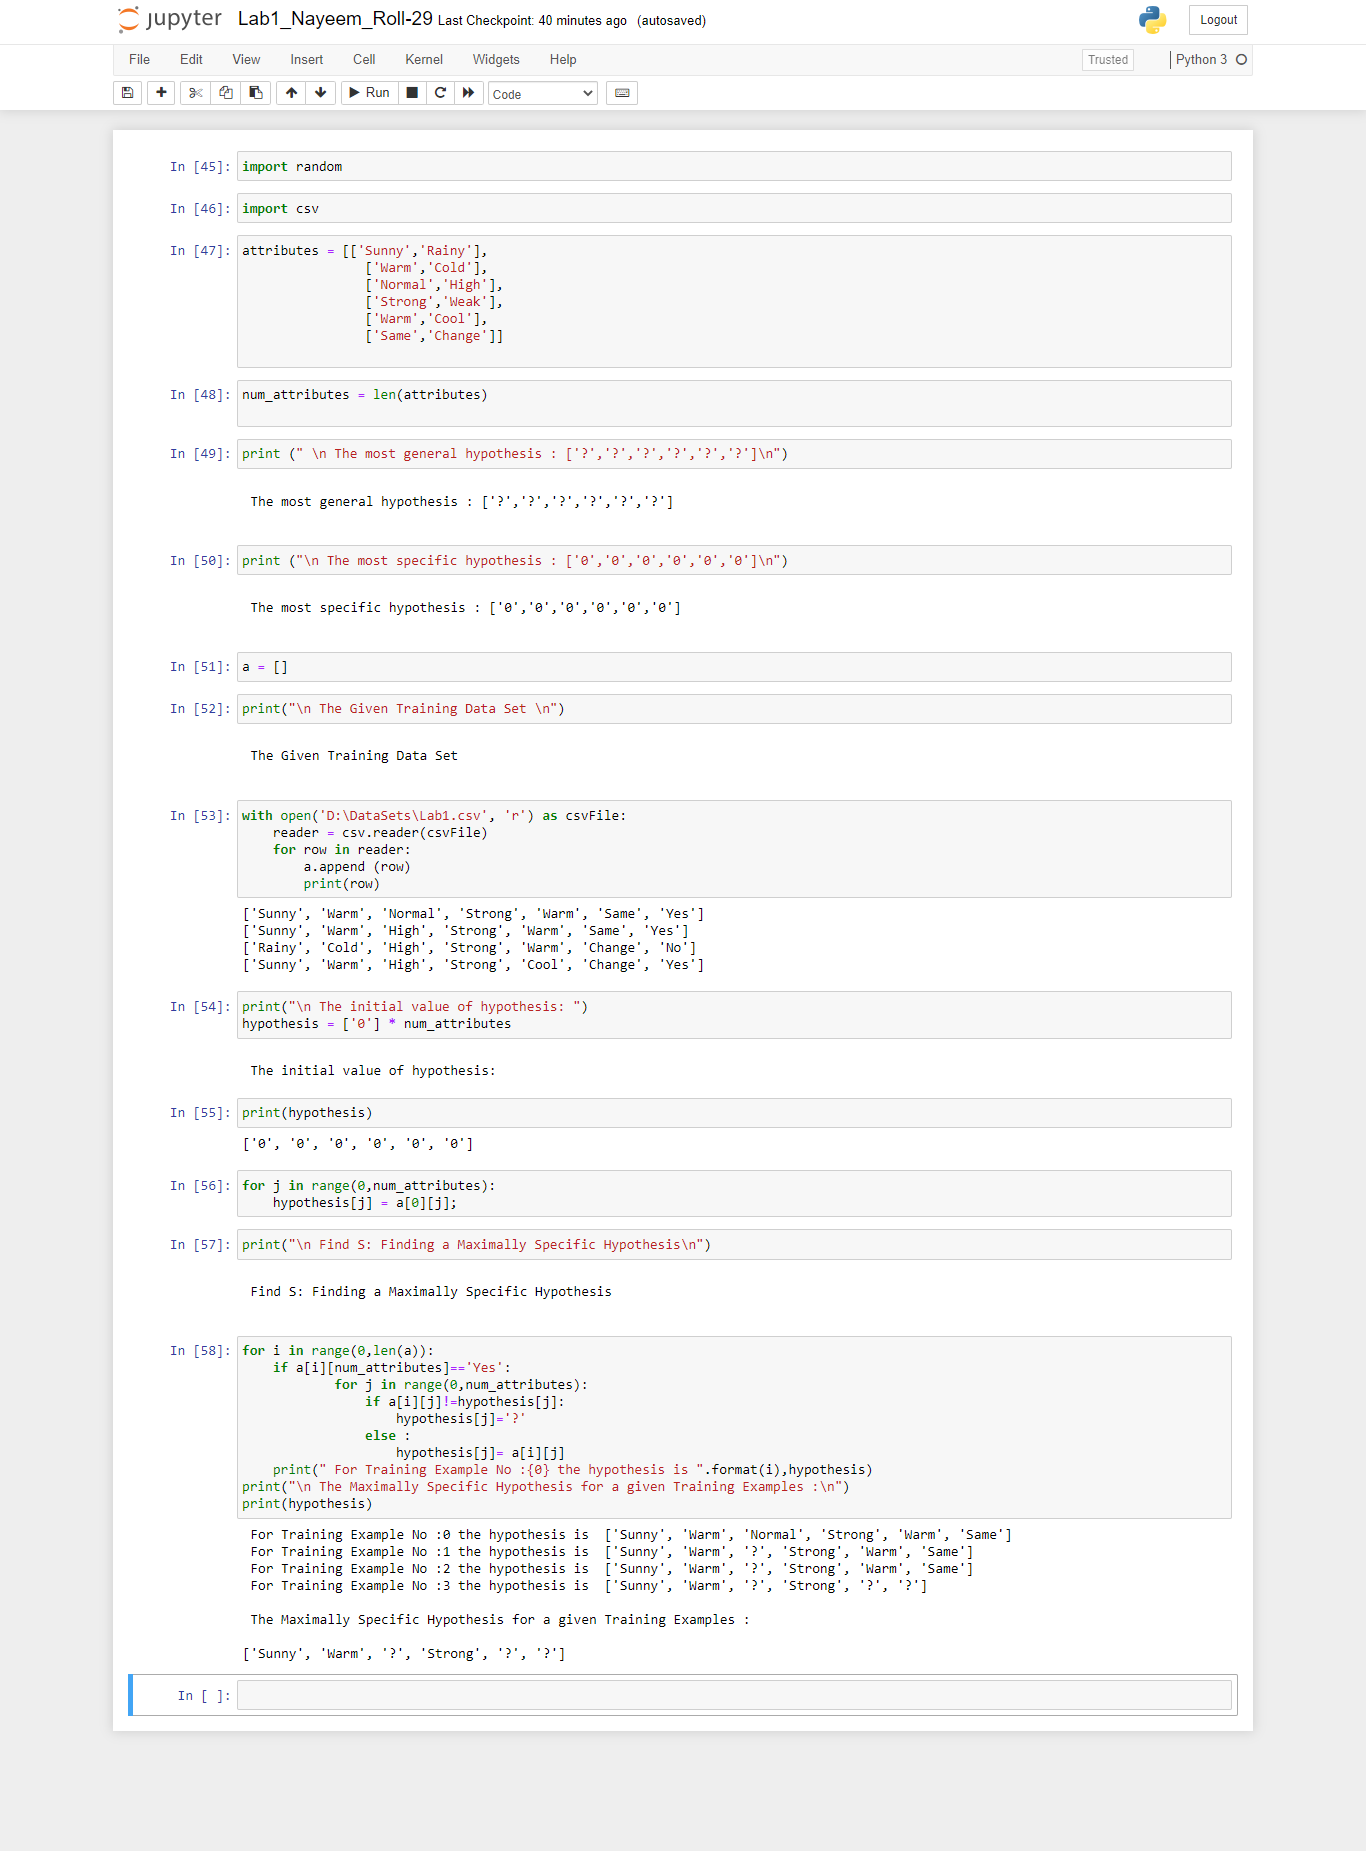 jupyter Lab1_Nayeem_Roll-29 Last Checkpoint: 40 minutes ago (autosaved)
Logout
File Edit View Insert Cell Kernel Widgets Help
Trusted
Python 3
Run
Code
In [45]: import random
In [46]: import csv
In [47]: attributes = [['Sunny','Rainy'],
['Warm','Cold'],
['Normal','High'],
['Strong','Weak'],
['Warm','Cool'],
['Same','Change']]
In [48]: num_attributes = len(attributes)
In [49]: print (" \n The most general hypothesis : ['?','?','?','?','?','?']\n")
The most general hypothesis : ['?','?','?','?','?','?']
In [50]: print ("\n The most specific hypothesis : ['0','0','0','0','0','0']\n")
The most specific hypothesis : ['0','0','0','0','0','0']
In [51]: a = []
In [52]: print("\n The Given Training Data Set \n")
The Given Training Data Set
In [53]: with open('D:\DataSets\Lab1.csv', 'r') as csvFile:
reader = csv.reader(csvFile)
for row in reader:
a.append (row)
print(row)
['Sunny', 'Warm', 'Normal', 'Strong', 'Warm', 'Same', 'Yes']
['Sunny', 'Warm', 'High', 'Strong', 'Warm', 'Same', 'Yes']
['Rainy', 'Cold', 'High', 'Strong', 'Warm', 'Change', 'No']
['Sunny', 'Warm', 'High', 'Strong', 'Cool', 'Change', 'Yes']
In [54]: print("\n The initial value of hypothesis: ")
hypothesis = ['0'] * num_attributes
The initial value of hypothesis:
In [55]: print(hypothesis)
['0', '0', '0', '0', '0', '0']
In [56]: for j in range(0,num_attributes):
hypothesis[j] = a[0][j];
In [57]: print("\n Find S: Finding a Maximally Specific Hypothesis\n")
Find S: Finding a Maximally Specific Hypothesis
In [58]: for i in range(0,len(a)):
if a[i][num_attributes]=='Yes':
for j in range(0,num_attributes):
if a[i][j]!=hypothesis[j]:
hypothesis[j]='?'
else :
hypothesis[j]= a[i][j]
print(" For Training Example No :{0} the hypothesis is ".format(i),hypothesis)
print("\n The Maximally Specific Hypothesis for a given Training Examples :\n")
print(hypothesis)
For Training Example No :0 the hypothesis is  ['Sunny', 'Warm', 'Normal', 'Strong', 'Warm', 'Same']
For Training Example No :1 the hypothesis is  ['Sunny', 'Warm', '?', 'Strong', 'Warm', 'Same']
For Training Example No :2 the hypothesis is  ['Sunny', 'Warm', '?', 'Strong', 'Warm', 'Same']
For Training Example No :3 the hypothesis is  ['Sunny', 'Warm', '?', 'Strong', '?', '?']
The Maximally Specific Hypothesis for a given Training Examples :
['Sunny', 'Warm', '?', 'Strong', '?', '?']
In [ ]: